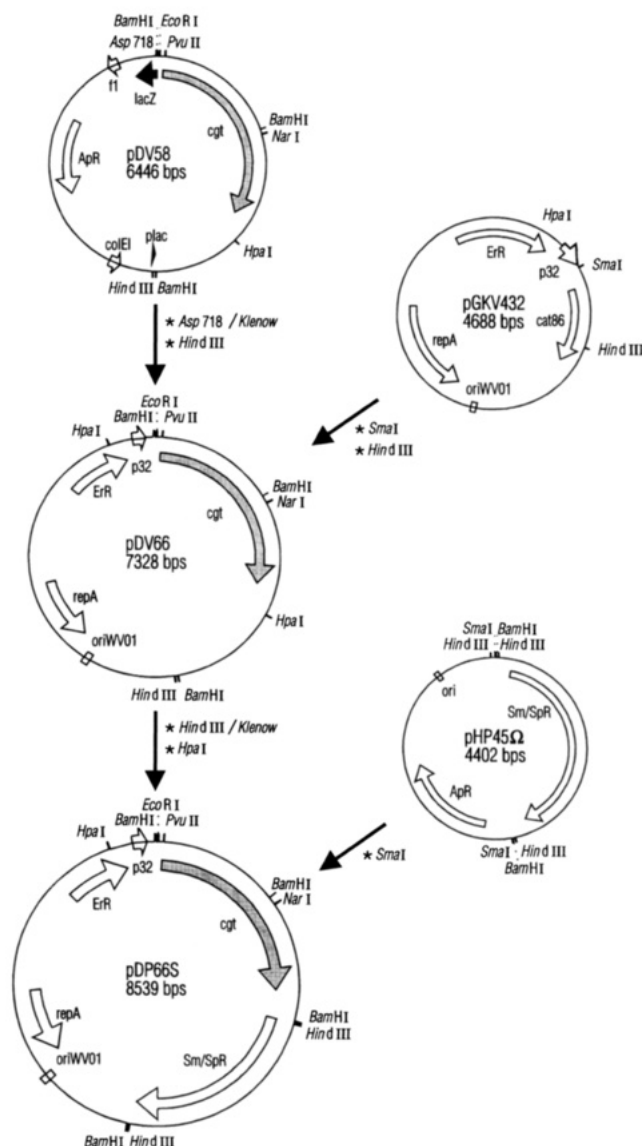 BamHI EcoRI
Asp 718 PvuII
f1
lacZ
cgt
BamHI
NarI
ApR
pDV58
6446 bps
HpaI
colEI
plac
HindIII BamHI
* Asp 718 / Klenow
* HindIII
HpaI
ErR
p32
SmaI
pGKV432
4688 bps
cat86
repA
HindIII
oriWV01
* SmaI
* HindIII
EcoRI
BamHI PvuII
HpaI
p32
ErR
BamHI
NarI
cgt
pDV66
7328 bps
repA
HpaI
oriWV01
HindIII BamHI
* HindIII / Klenow
* HpaI
SmaI BamHI
HindIII HindIII
ori
Sm/SpR
pHP45Ω
4402 bps
ApR
SmaI HindIII
BamHI
* SmaI
EcoRI
BamHI PvuII
HpaI
p32
ErR
BamHI
NarI
cgt
pDP66S
8539 bps
repA
BamHI
HindIII
oriWV01
Sm/SpR
BamHI HindIII